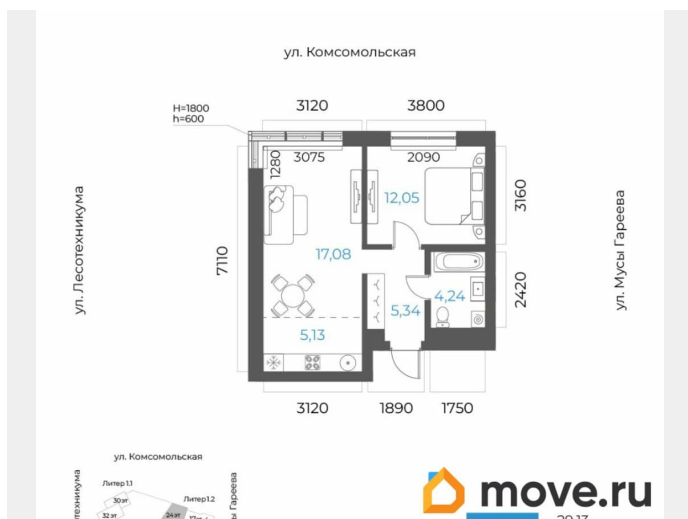 ул. Комсомольская
H=1800
h=600
3120
3800
3075
2090
1280
12,05
3160
ул. Лесотехникума
7110
17,08
ул. Мусы Гареева
5,34
4,24
2420
5,13
3120
1890
1750
ул. Комсомольская
Литер 1.1
Литер 1.2
30эт
32 эт
24 эт
move.ru